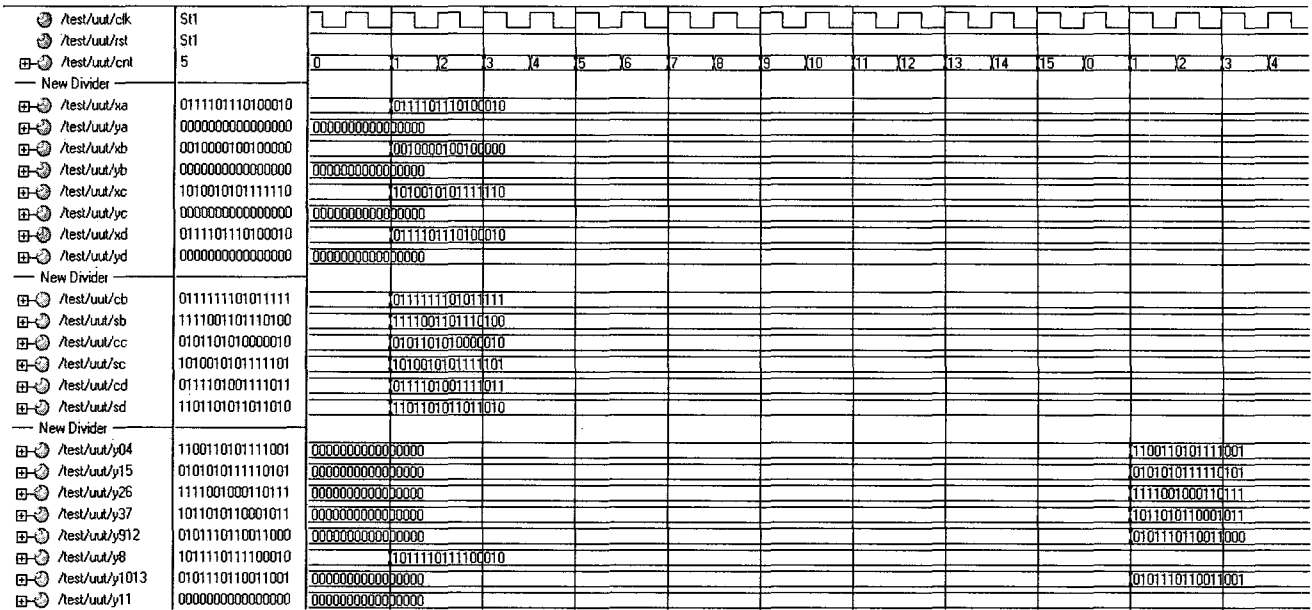 /test/uut/clk St1
/test/uut/rst St1
/test/uut/cnt 5 0 1 2 3 4 5 6 7 8 9 10 11 12 13 14 15 0 1 2 3 4
New Divider
/test/uut/xa 0111101110100010 0111101110100010
/test/uut/ya 0000000000000000 0000000000000000
/test/uut/xb 0010000100100000 0010000100100000
/test/uut/yb 0000000000000000 0000000000000000
/test/uut/xc 1010010101111110 1010010101111110
/test/uut/yc 0000000000000000 0000000000000000
/test/uut/xd 0111101110100010 0111101110100010
/test/uut/yd 0000000000000000 0000000000000000
New Divider
/test/uut/cb 0111111101011111 0111111101011111
/test/uut/sb 1111001101110100 1111001101110100
/test/uut/cc 0101101010000010 0101101010000010
/test/uut/sc 1010010101111101 1010010101111101
/test/uut/cd 0111101001111011 0111101001111011
/test/uut/sd 1101101011011010 1101101011011010
New Divider
/test/uut/y04 1100110101111001 0000000000000000 1100110101111001
/test/uut/y15 0101010111110101 0000000000000000 0101010111110101
/test/uut/y26 1111001000110111 0000000000000000 1111001000110111
/test/uut/y37 1011010110001011 0000000000000000 1011010110001011
/test/uut/y912 0101110110011000 0000000000000000 0101110110011000
/test/uut/y8 1011110111100010 1011110111100010
/test/uut/y1013 0101110110011001 0000000000000000 0101110110011001
/test/uut/y11 0000000000000000 0000000000000000